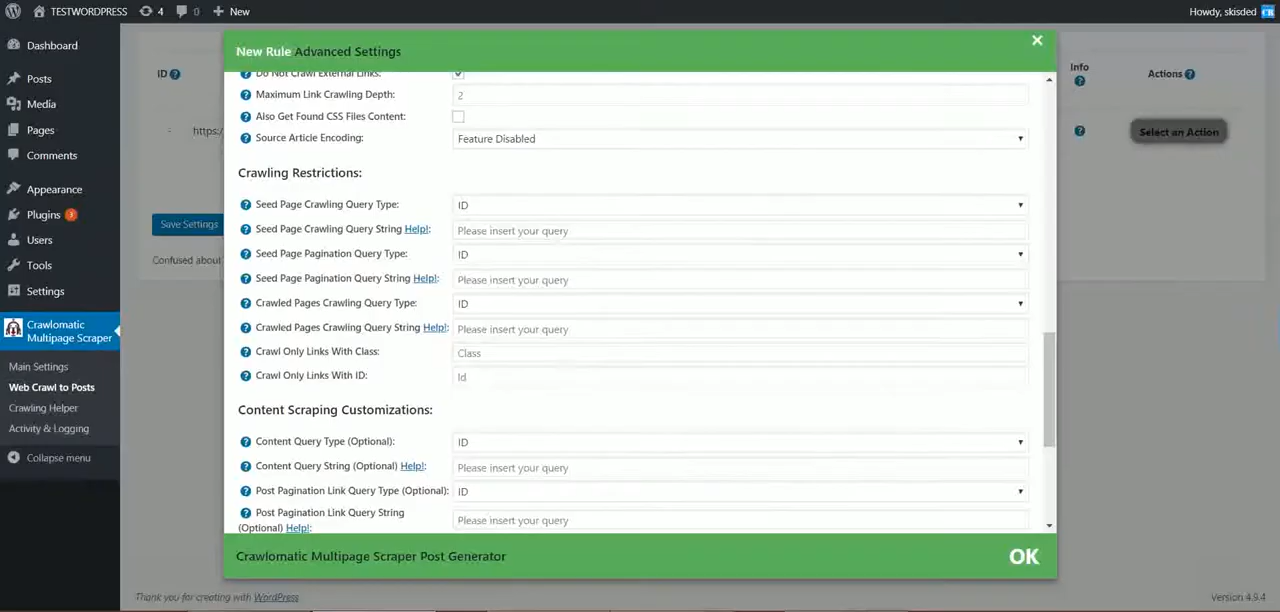 TESTWORDPRESS 4 0 New Howdy, skisded
Dashboard
Posts
Media
Pages
Comments
Appearance
Plugins 3
Users
Tools
Settings
Crawlomatic
Multipage Scraper
Main Settings
Web Crawl to Posts
Crawling Helper
Activity & Logging
Collapse menu
ID
https:/
Save Settings
Confused about
New Rule Advanced Settings ×
Do Not Crawl External Links:
Maximum Link Crawling Depth: 2
Also Get Found CSS Files Content:
Source Article Encoding: Feature Disabled
Crawling Restrictions:
Seed Page Crawling Query Type: ID
Seed Page Crawling Query String Help!: Please insert your query
Seed Page Pagination Query Type: ID
Seed Page Pagination Query String Help!: Please insert your query
Crawled Pages Crawling Query Type: ID
Crawled Pages Crawling Query String Help!: Please insert your query
Crawl Only Links With Class: Class
Crawl Only Links With ID: Id
Content Scraping Customizations:
Content Query Type (Optional): ID
Content Query String (Optional) Help!: Please insert your query
Post Pagination Link Query Type (Optional): ID
Post Pagination Link Query String
(Optional) Help!: Please insert your query
Crawlomatic Multipage Scraper Post Generator OK
Info
Actions
Select an Action
Thank you for creating with WordPress Version 4.9.4